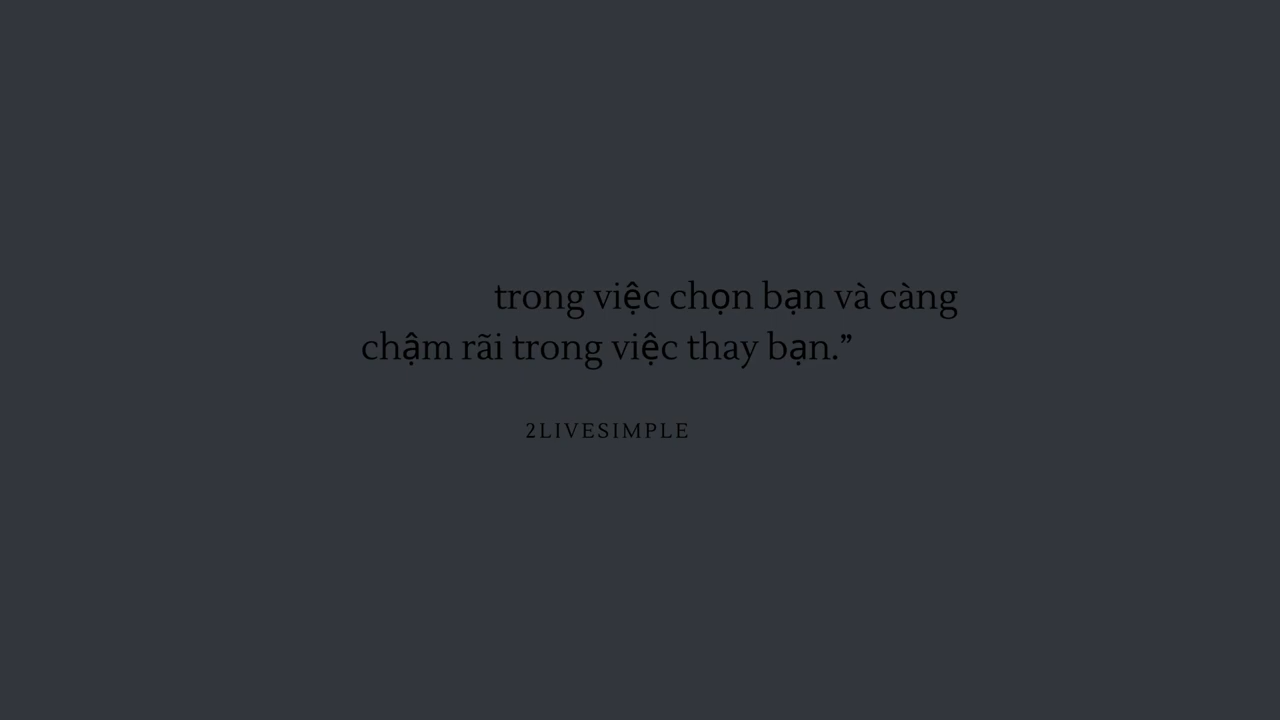 trong việc chọn bạn và càng
chậm rãi trong việc thay bạn.”
2LIVESIMPLE